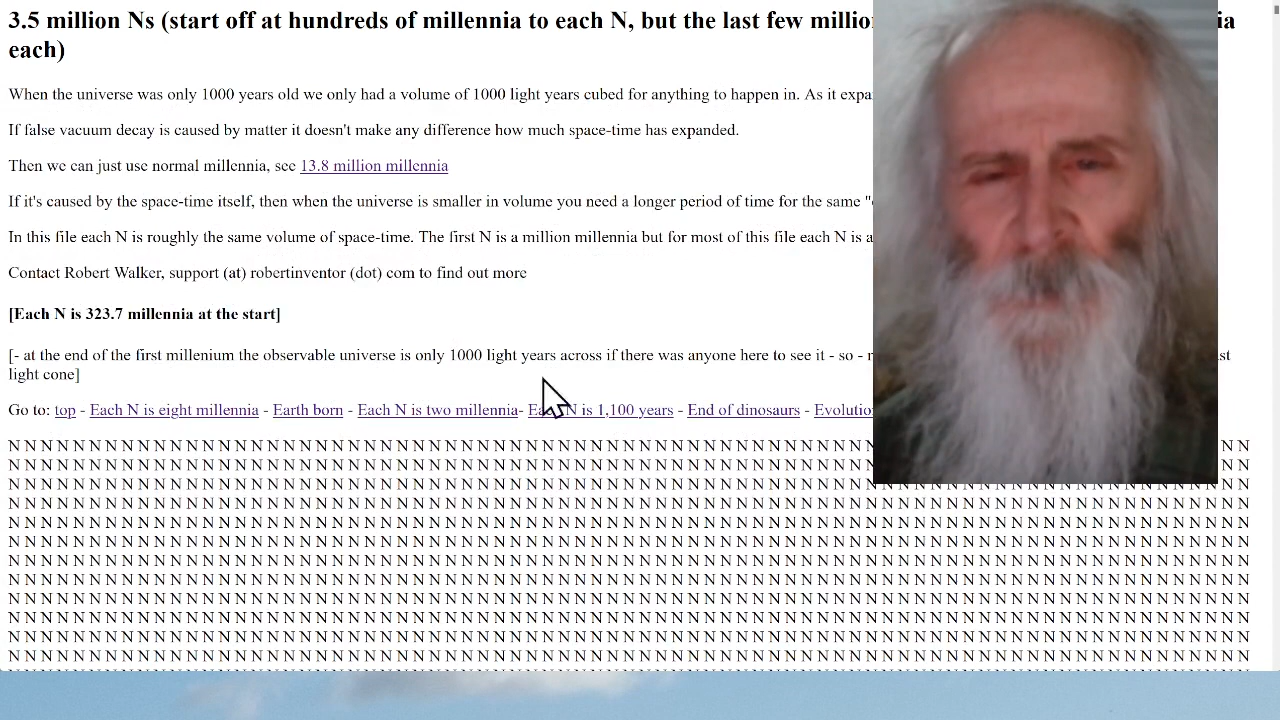 3.5 million Ns (start off at hundreds of millennia to each N, but the last few millio ia
each)
When the universe was only 1000 years old we only had a volume of 1000 light years cubed for anything to happen in. As it expa
If false vacuum decay is caused by matter it doesn't make any difference how much space-time has expanded.
Then we can just use normal millennia, see 13.8 million millennia
If it's caused by the space-time itself, then when the universe is smaller in volume you need a longer period of time for the same "
In this file each N is roughly the same volume of space-time. The first N is a million millennia but for most of this file each N is a
Contact Robert Walker, support (at) robertinventor (dot) com to find out more
[Each N is 323.7 millennia at the start]
[- at the end of the first millenium the observable universe is only 1000 light years across if there was anyone here to see it - so - r st
light cone]
Go to: top - Each N is eight millennia - Earth born - Each N is two millennia- Each N is 1,100 years - End of dinosaurs - Evolutio
N N N N N N N N N N N N N N N N N N N N N N N N N N N N N N N N N N N N N N N N N N N N N N N N N N N N N N N N
N N N N N N N N N N N N N N N N N N N N N N N N N N N N N N N N N N N N N N N N N N N N N N N N N N N N N N N N
N N N N N N N N N N N N N N N N N N N N N N N N N N N N N N N N N N N N N N N N N N N N N N N N N N N N N N N N
N N N N N N N N N N N N N N N N N N N N N N N N N N N N N N N N N N N N N N N N N N N N N N N N N N N N N N N N N N N N N N N N N N N N N N N N N N N N N
N N N N N N N N N N N N N N N N N N N N N N N N N N N N N N N N N N N N N N N N N N N N N N N N N N N N N N N N N N N N N N N N N N N N N N N N N N N N N
N N N N N N N N N N N N N N N N N N N N N N N N N N N N N N N N N N N N N N N N N N N N N N N N N N N N N N N N N N N N N N N N N N N N N N N N N N N N N
N N N N N N N N N N N N N N N N N N N N N N N N N N N N N N N N N N N N N N N N N N N N N N N N N N N N N N N N N N N N N N N N N N N N N N N N N N N N N
N N N N N N N N N N N N N N N N N N N N N N N N N N N N N N N N N N N N N N N N N N N N N N N N N N N N N N N N N N N N N N N N N N N N N N N N N N N N N
N N N N N N N N N N N N N N N N N N N N N N N N N N N N N N N N N N N N N N N N N N N N N N N N N N N N N N N N N N N N N N N N N N N N N N N N N N N N N
N N N N N N N N N N N N N N N N N N N N N N N N N N N N N N N N N N N N N N N N N N N N N N N N N N N N N N N N N N N N N N N N N N N N N N N N N N N N N
N N N N N N N N N N N N N N N N N N N N N N N N N N N N N N N N N N N N N N N N N N N N N N N N N N N N N N N N N N N N N N N N N N N N N N N N N N N N N
N N N N N N N N N N N N N N N N N N N N N N N N N N N N N N N N N N N N N N N N N N N N N N N N N N N N N N N N N N N N N N N N N N N N N N N N N N N N N